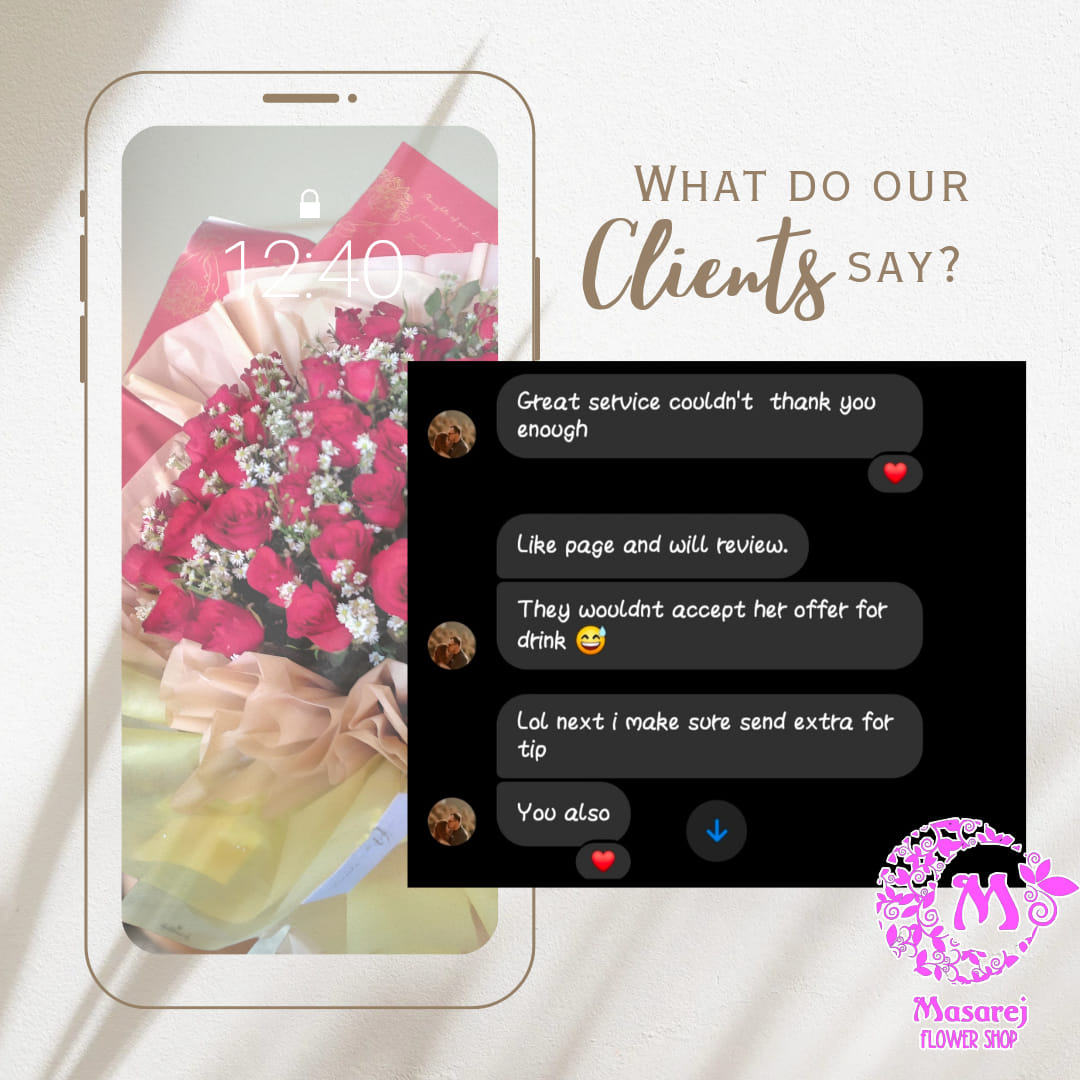 WHAT DO OUR
Clients SAY?
12:40
Great service couldn't thank you
enough
Like page and will review.
They wouldnt accept her offer for
drink 😅
Lol next i make sure send extra for
tip
You also
M
Masarej
FLOWER SHOP